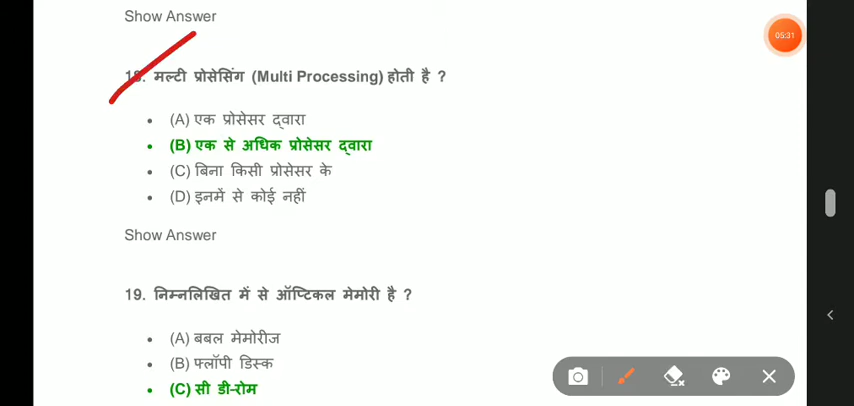 Show Answer
05:31
18. मल्टी प्रोसेसिंग (Multi Processing) होती है ?
(A) एक प्रोसेसर द्वारा
(B) एक से अधिक प्रोसेसर द्वारा
(C) बिना किसी प्रोसेसर के
(D) इनमें से कोई नहीं
Show Answer
19. निम्नलिखित में से ऑप्टिकल मेमोरी है ?
(A) बबल मेमोरीज
(B) फ्लॉपी डिस्क
(C) सी डी-रोम